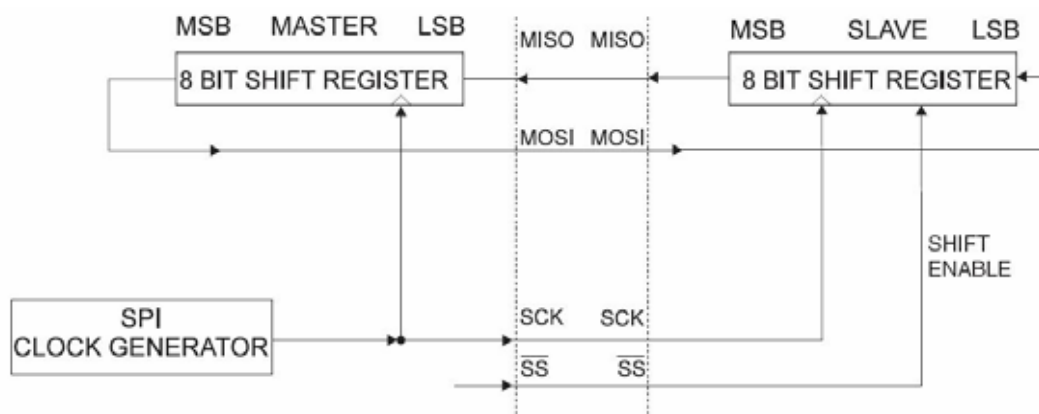 MSB MASTER LSB MISO MISO MSB SLAVE LSB
8 BIT SHIFT REGISTER 8 BIT SHIFT REGISTER
MOSI MOSI
SHIFT
ENABLE
SPI
CLOCK GENERATOR
SCK SCK
SS SS